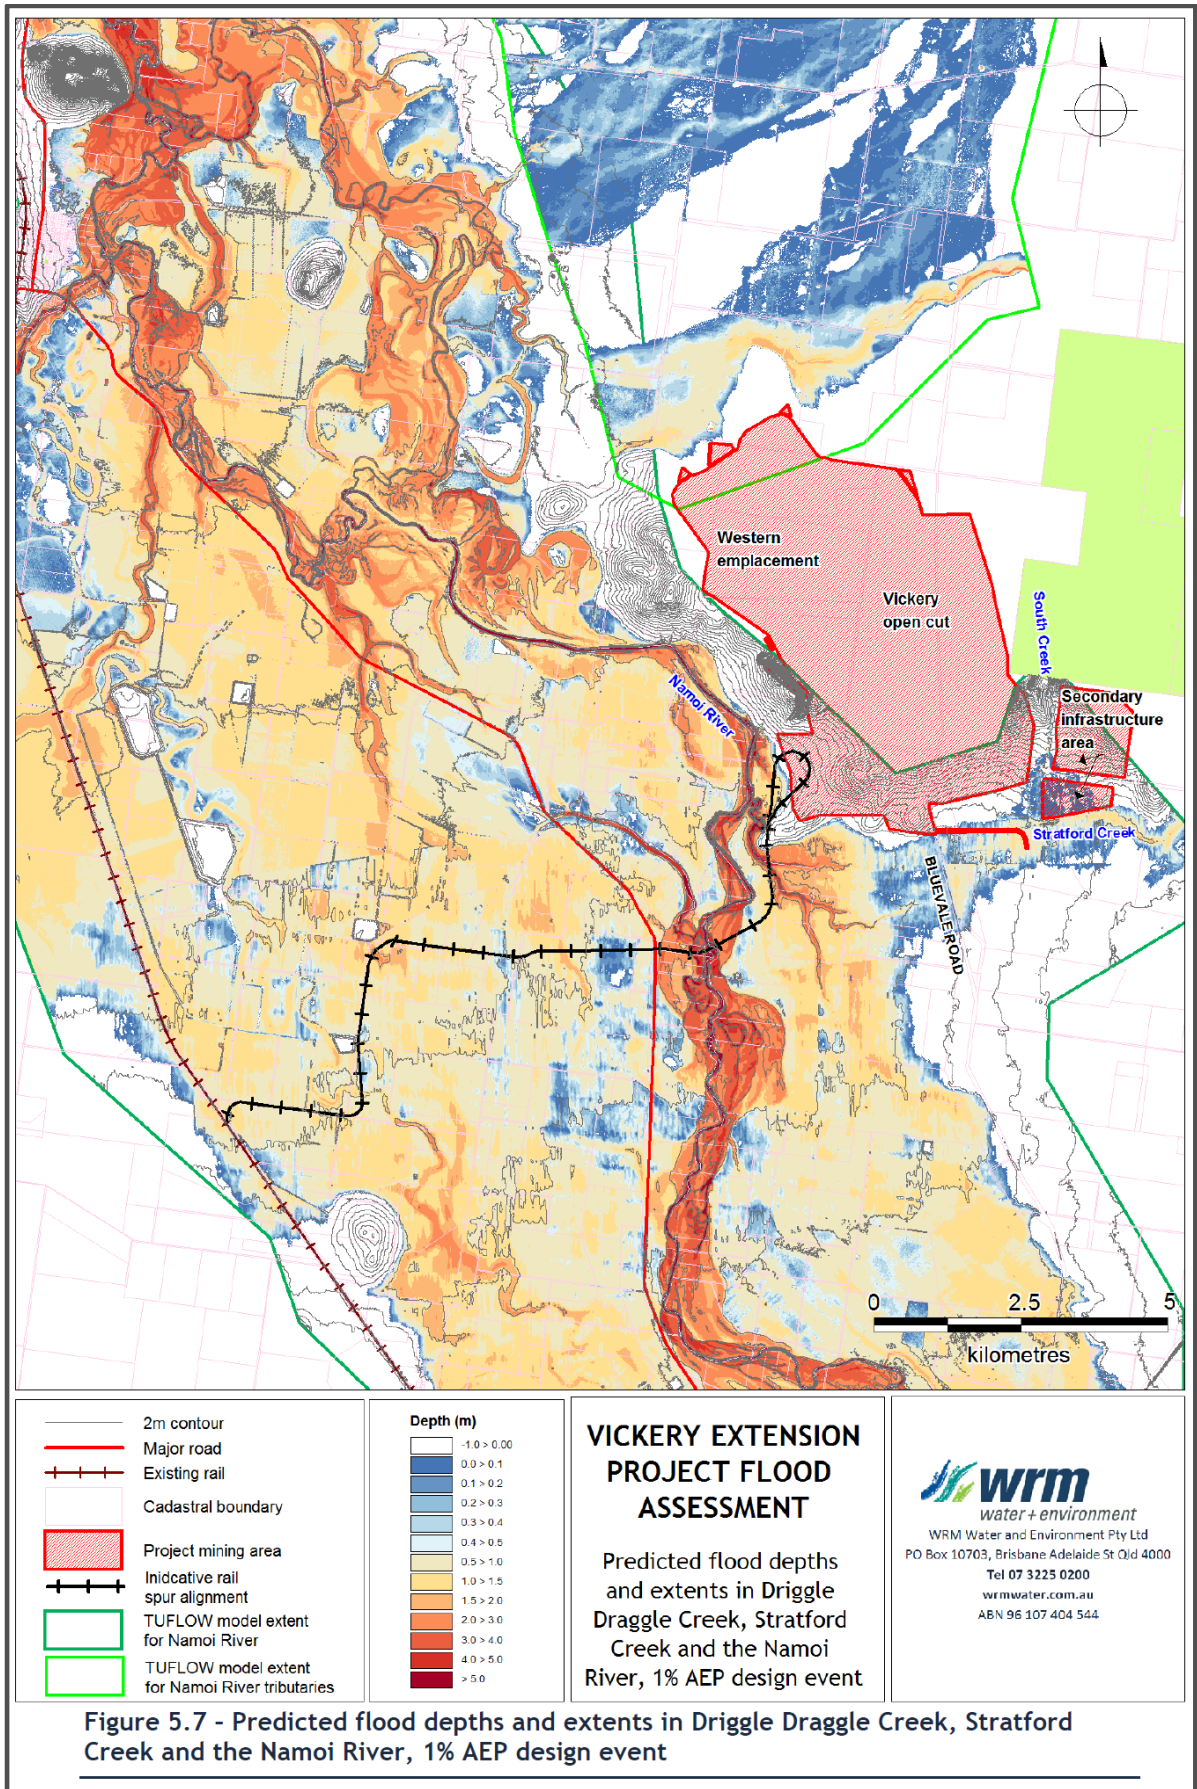 Western
emplacement
Vickery
open cut
South Creek
Secondary
infrastructure
area
Namoi River
Stratford Creek
BLUEVALE ROAD
0 2.5 5
kilometres
2m contour
Major road
Existing rail
Cadastral boundary
Project mining area
Inidcative rail
spur alignment
TUFLOW model extent
for Namoi River
TUFLOW model extent
for Namoi River tributaries
Depth (m)
-1.0 > 0.00
0.0 > 0.1
0.1 > 0.2
0.2 > 0.3
0.3 > 0.4
0.4 > 0.5
0.5 > 1.0
1.0 > 1.5
1.5 > 2.0
2.0 > 3.0
3.0 > 4.0
4.0 > 5.0
> 5.0
VICKERY EXTENSION
PROJECT FLOOD
ASSESSMENT
Predicted flood depths
and extents in Driggle
Draggle Creek, Stratford
Creek and the Namoi
River, 1% AEP design event
wrm
water + environment
WRM Water and Environment Pty Ltd
PO Box 10703, Brisbane Adelaide St Qld 4000
Tel 07 3225 0200
wrmwater.com.au
ABN 96 107 404 544
Figure 5.7 - Predicted flood depths and extents in Driggle Draggle Creek, Stratford
Creek and the Namoi River, 1% AEP design event